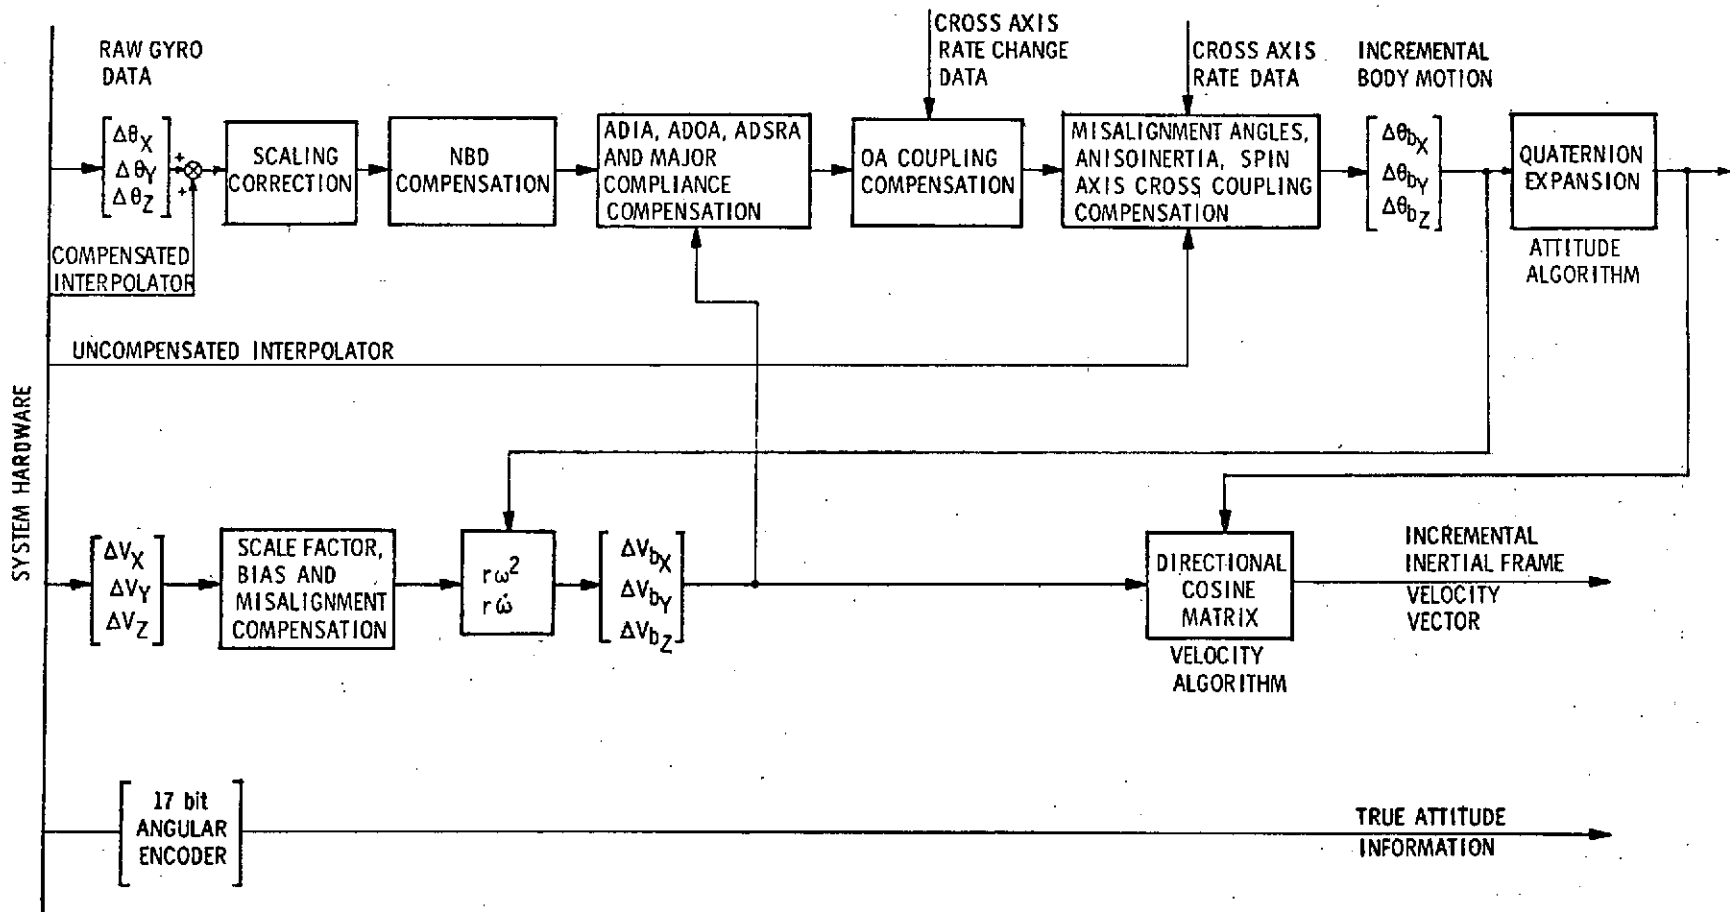 RAW GYRO
DATA
CROSS AXIS
RATE CHANGE
DATA
CROSS AXIS
RATE DATA
INCREMENTAL
BODY MOTION
ΔθX
ΔθY
ΔθZ
+
+
SCALING
CORRECTION
NBD
COMPENSATION
ADIA, ADOA, ADSRA
AND MAJOR
COMPLIANCE
COMPENSATION
OA COUPLING
COMPENSATION
MISALIGNMENT ANGLES,
ANISOINERTIA, SPIN
AXIS CROSS COUPLING
COMPENSATION
ΔθbX
ΔθbY
ΔθbZ
QUATERNION
EXPANSION
ATTITUDE
ALGORITHM
COMPENSATED
INTERPOLATOR
UNCOMPENSATED INTERPOLATOR
SYSTEM HARDWARE
ΔVX
ΔVY
ΔVZ
SCALE FACTOR,
BIAS AND
MISALIGNMENT
COMPENSATION
rω²
rω̇
ΔVbX
ΔVbY
ΔVbZ
DIRECTIONAL
COSINE
MATRIX
VELOCITY
ALGORITHM
INCREMENTAL
INERTIAL FRAME
VELOCITY
VECTOR
17 bit
ANGULAR
ENCODER
TRUE ATTITUDE
INFORMATION